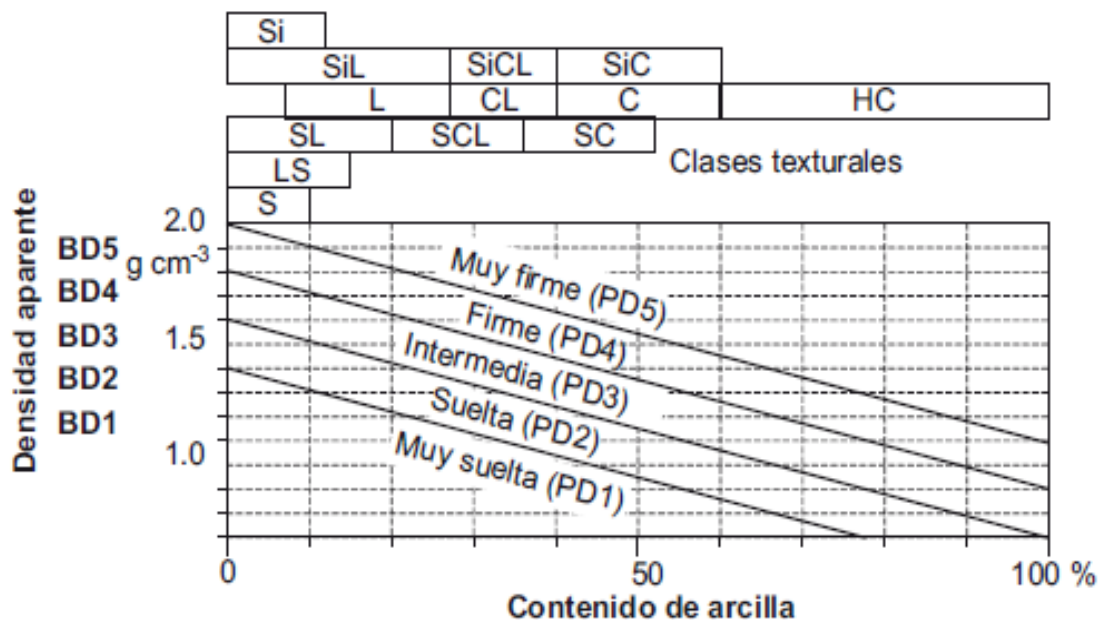 Si
SiL SiCL SiC
L CL C HC
SL SCL SC
LS
S
Clases texturales
Densidad aparente
BD5
BD4
BD3
BD2
BD1
2.0
g cm-3
1.5
1.0
Muy firme (PD5)
Firme (PD4)
Intermedia (PD3)
Suelta (PD2)
Muy suelta (PD1)
0 50 100 %
Contenido de arcilla